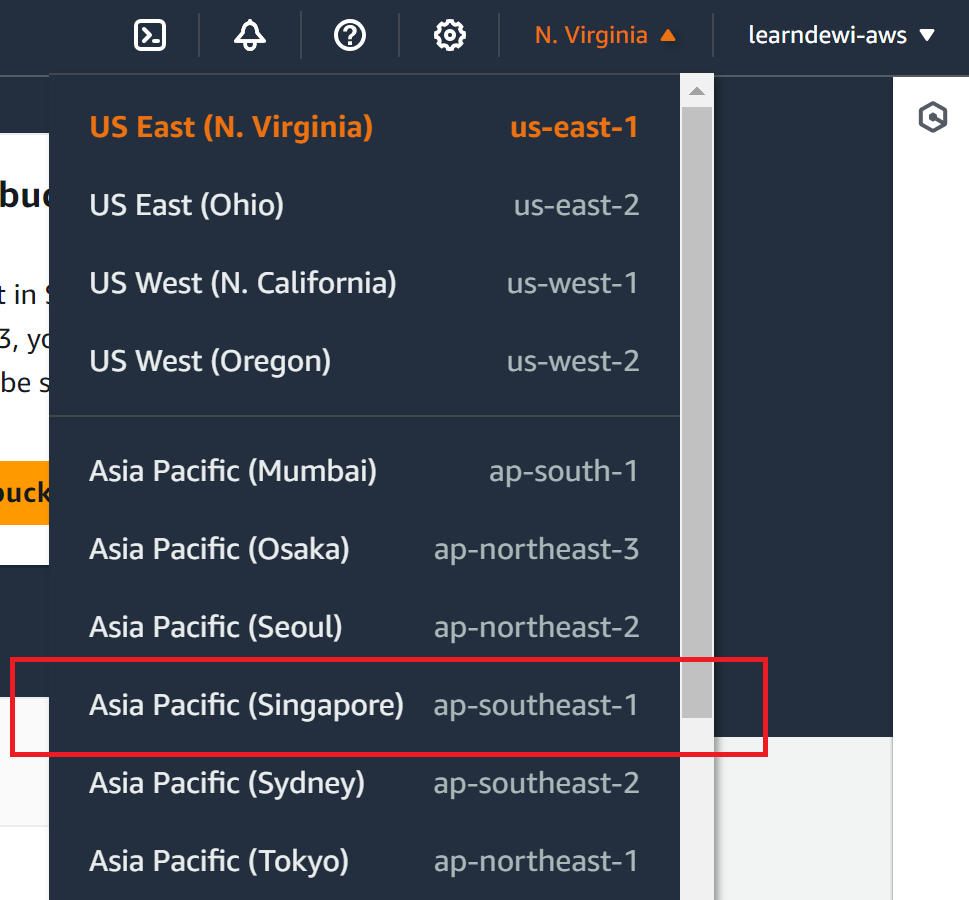 N. Virginia ▲
learndewi-aws ▼
US East (N. Virginia) us-east-1
US East (Ohio) us-east-2
US West (N. California) us-west-1
US West (Oregon) us-west-2
Asia Pacific (Mumbai) ap-south-1
Asia Pacific (Osaka) ap-northeast-3
Asia Pacific (Seoul) ap-northeast-2
Asia Pacific (Singapore) ap-southeast-1
Asia Pacific (Sydney) ap-southeast-2
Asia Pacific (Tokyo) ap-northeast-1
t in
3, yo
be s